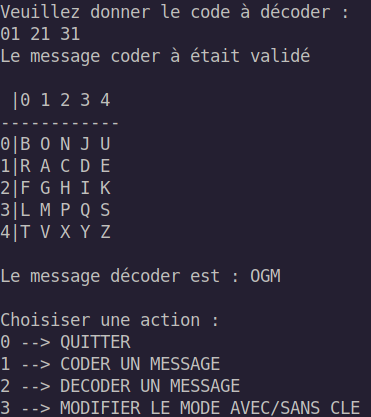 Veuillez donner le code à décoder :
01 21 31
Le message coder à était validé
|0 1 2 3 4
------------
0|B O N J U
1|R A C D E
2|F G H I K
3|L M P Q S
4|T V X Y Z
Le message décoder est : OGM
Choisiser une action :
0 --> QUITTER
1 --> CODER UN MESSAGE
2 --> DECODER UN MESSAGE
3 --> MODIFIER LE MODE AVEC/SANS CLE